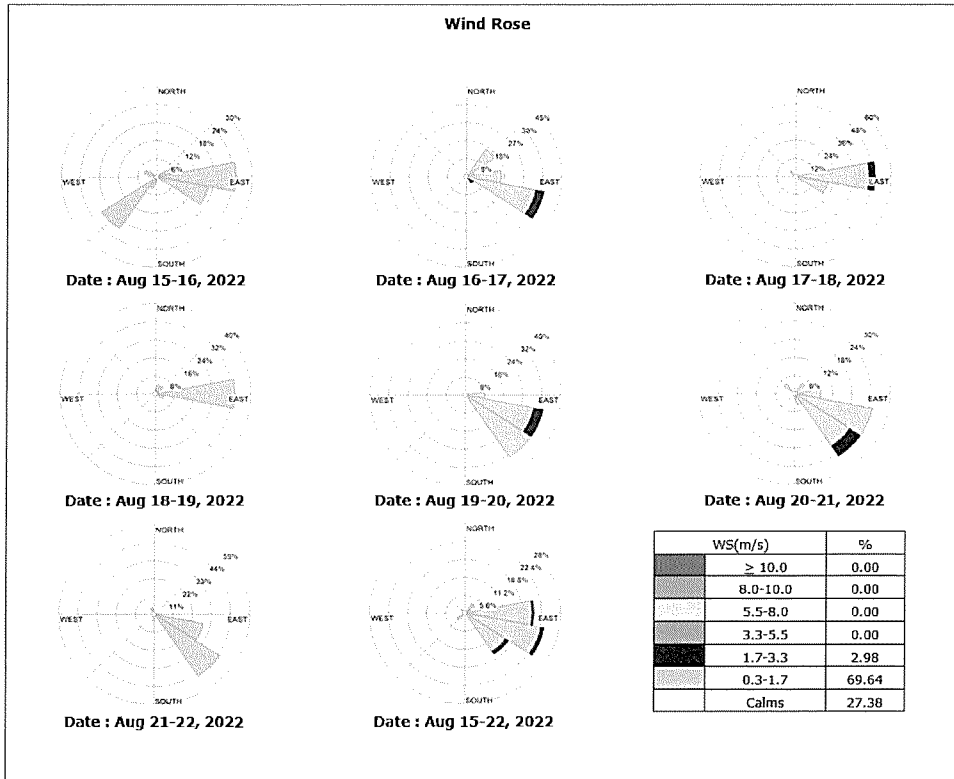 Wind Rose
NORTH
30%
24%
18%
12%
6%
WEST
EAST
SOUTH
Date : Aug 15-16, 2022
NORTH
45%
30%
27%
18%
9%
WEST
EAST
SOUTH
Date : Aug 16-17, 2022
NORTH
60%
48%
36%
24%
12%
WEST
EAST
SOUTH
Date : Aug 17-18, 2022
NORTH
40%
32%
24%
16%
8%
WEST
EAST
SOUTH
Date : Aug 18-19, 2022
NORTH
40%
32%
24%
16%
8%
WEST
EAST
SOUTH
Date : Aug 19-20, 2022
NORTH
30%
24%
18%
12%
6%
WEST
EAST
SOUTH
Date : Aug 20-21, 2022
NORTH
55%
44%
33%
22%
11%
WEST
EAST
SOUTH
Date : Aug 21-22, 2022
NORTH
28%
22.4%
16.8%
11.2%
5.6%
WEST
EAST
SOUTH
Date : Aug 15-22, 2022
WS(m/s) %
≥ 10.0 0.00
8.0-10.0 0.00
5.5-8.0 0.00
3.3-5.5 0.00
1.7-3.3 2.98
0.3-1.7 69.64
Calms 27.38